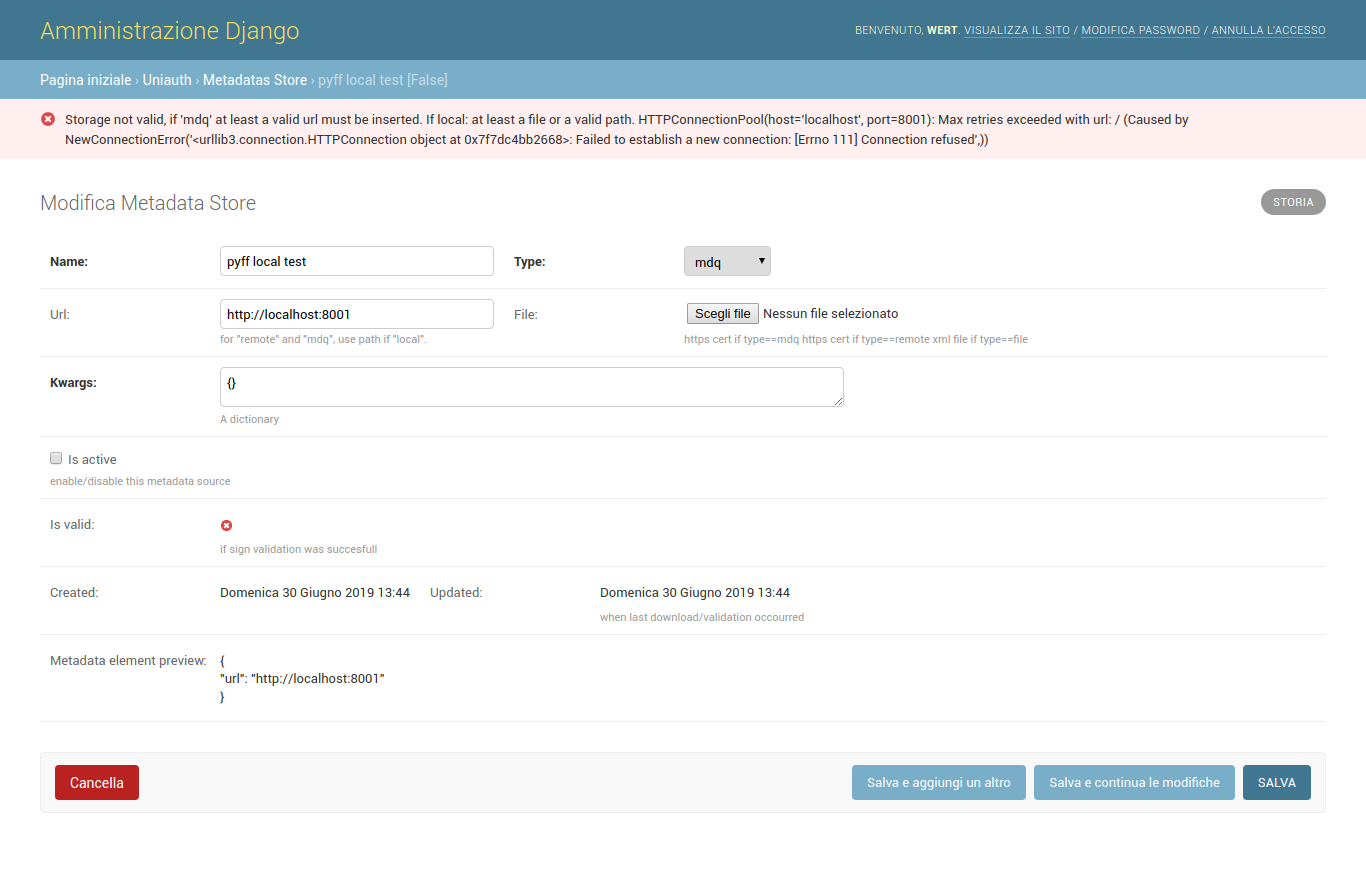 Amministrazione Django
BENVENUTO, WERT. VISUALIZZA IL SITO / MODIFICA PASSWORD / ANNULLA L'ACCESSO
Pagina iniziale › Uniauth › Metadatas Store › pyff local test [False]
Storage not valid, if 'mdq' at least a valid url must be inserted. If local: at least a file or a valid path. HTTPConnectionPool(host='localhost', port=8001): Max retries exceeded with url: / (Caused by
NewConnectionError('<urllib3.connection.HTTPConnection object at 0x7f7dc4bb2668>: Failed to establish a new connection: [Errno 111] Connection refused',))
Modifica Metadata Store
STORIA
Name: pyff local test Type: mdq
Url: http://localhost:8001 File: Scegli file Nessun file selezionato
for "remote" and "mdq", use path if "local". https cert if type==mdq https cert if type==remote xml file if type==file
Kwargs: {}
A dictionary
Is active
enable/disable this metadata source
Is valid:
if sign validation was succesfull
Created: Domenica 30 Giugno 2019 13:44 Updated: Domenica 30 Giugno 2019 13:44
when last download/validation occourred
Metadata element preview: {
"url": "http://localhost:8001"
}
Cancella Salva e aggiungi un altro Salva e continua le modifiche SALVA